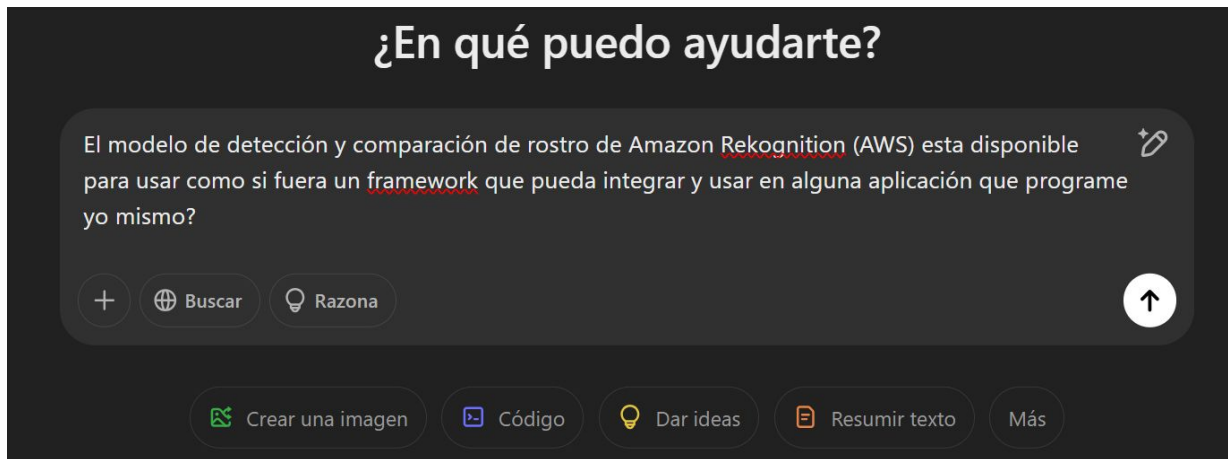 ¿En qué puedo ayudarte?
El modelo de detección y comparación de rostro de Amazon Rekognition (AWS) esta disponible
para usar como si fuera un framework que pueda integrar y usar en alguna aplicación que programe
yo mismo?
Buscar
Razona
Crear una imagen
Código
Dar ideas
Resumir texto
Más